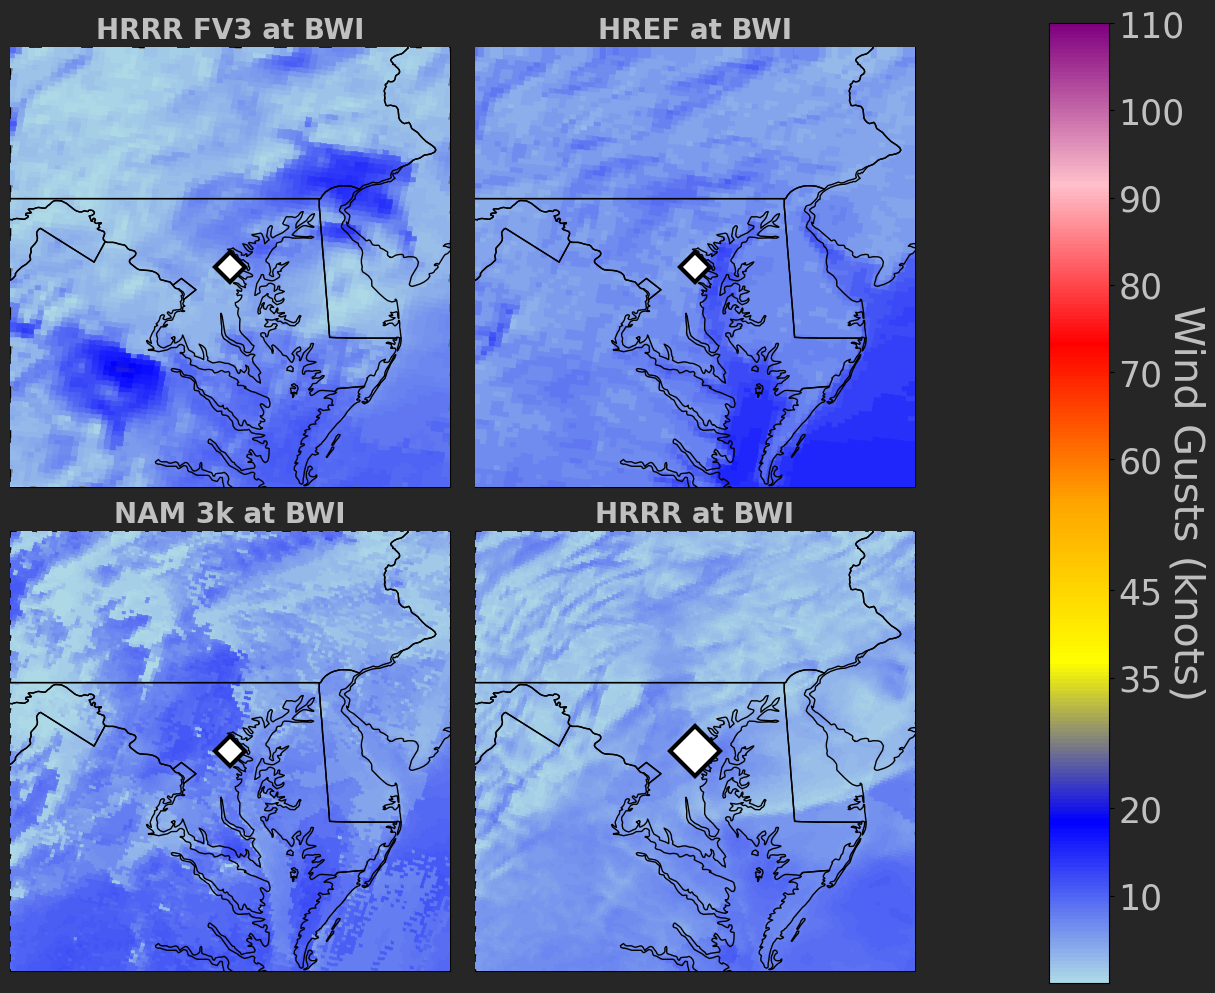 HRRR FV3 at BWI
HREF at BWI
NAM 3k at BWI
HRRR at BWI
110
100
90
80
70
60
45
35
20
10
Wind Gusts (knots)